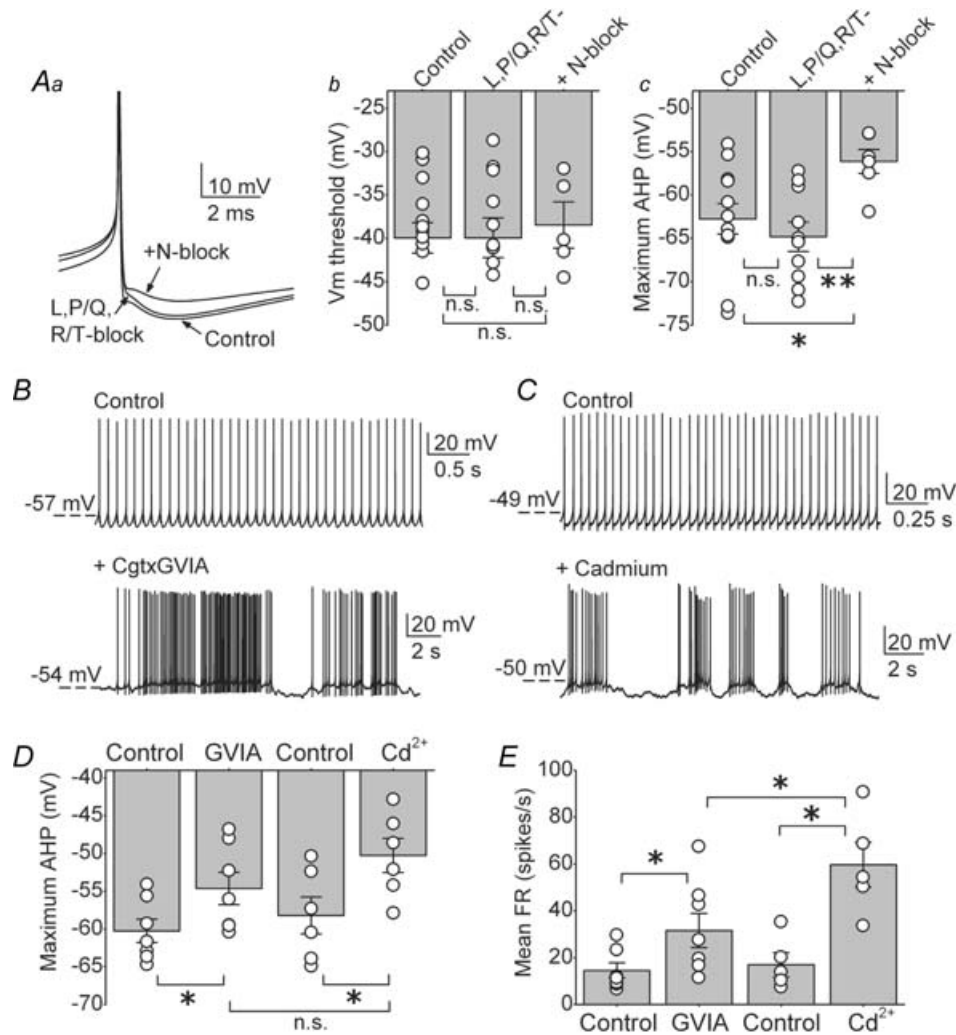 Aa
10 mV
2 ms
+N-block
L,P/Q,
R/T-block
Control
b
Control
L,P/Q,R/T-
+ N-block
Vm threshold (mV)
-25
-30
-35
-40
-45
-50
n.s.
n.s.
n.s.
c
Control
L,P/Q,R/T-
+ N-block
Maximum AHP (mV)
-50
-55
-60
-65
-70
-75
n.s.
**
*
B
Control
20 mV
0.5 s
-57 mV
+ CgtxGVIA
20 mV
2 s
-54 mV
C
Control
20 mV
0.25 s
-49 mV
+ Cadmium
20 mV
2 s
-50 mV
D
Control GVIA Control Cd²⁺
Maximum AHP (mV)
-40
-45
-50
-55
-60
-65
-70
*
*
n.s.
E
Mean FR (spikes/s)
100
80
60
40
20
0
*
*
*
Control GVIA Control Cd²⁺